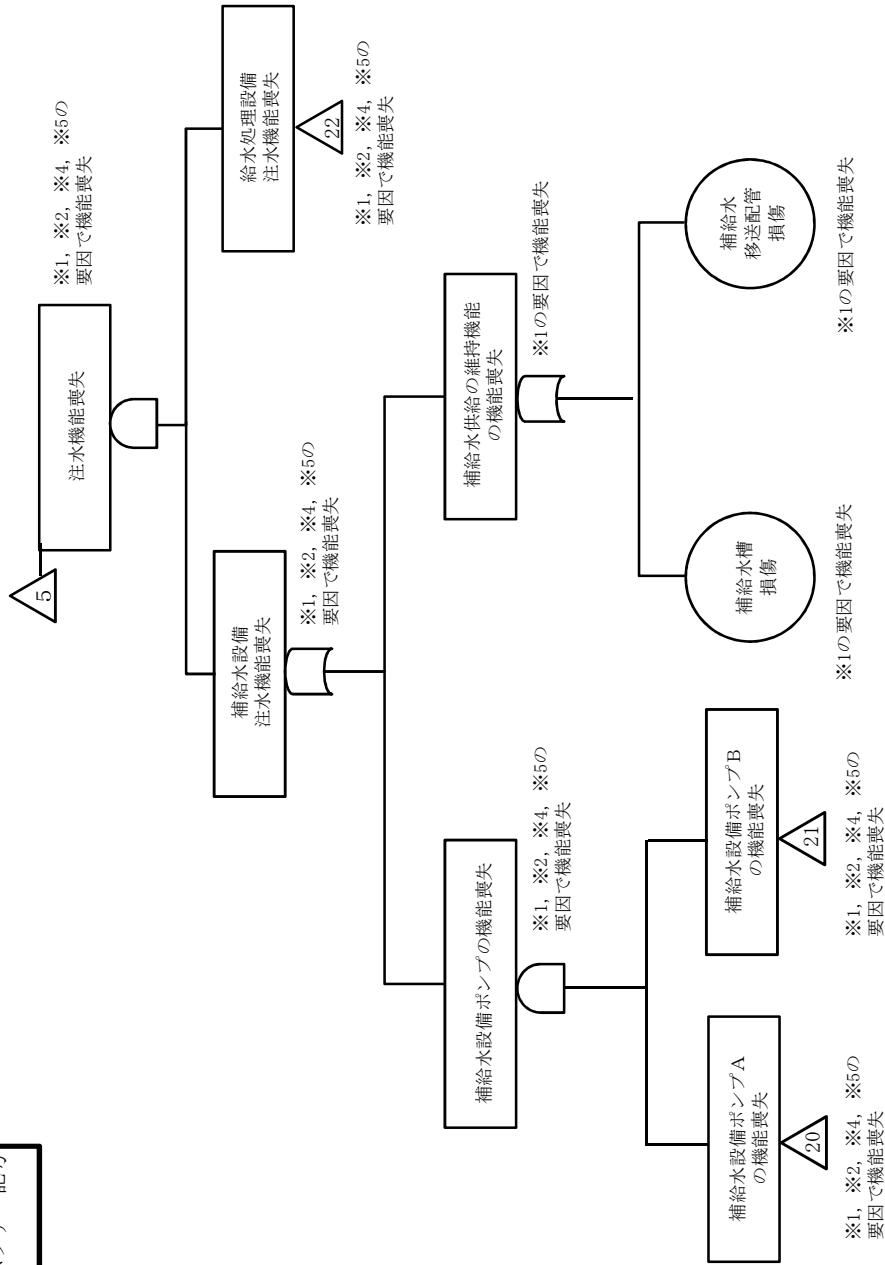 5
注水機能喪失
※1, ※2, ※4, ※5の
要因で機能喪失
補給水設備
注水機能喪失
※1, ※2, ※4, ※5の
要因で機能喪失
給水処理設備
注水機能喪失
22
※1, ※2, ※4, ※5の
要因で機能喪失
補給水設備ポンプの機能喪失
※1, ※2, ※4, ※5の
要因で機能喪失
補給水供給の維持機能
の機能喪失
※1の要因で機能喪失
補給水設備ポンプA
の機能喪失
20
※1, ※2, ※4, ※5の
要因で機能喪失
補給水設備ポンプB
の機能喪失
21
※1, ※2, ※4, ※5の
要因で機能喪失
補給水槽
損傷
※1の要因で機能喪失
補給水
移送配管
損傷
※1の要因で機能喪失